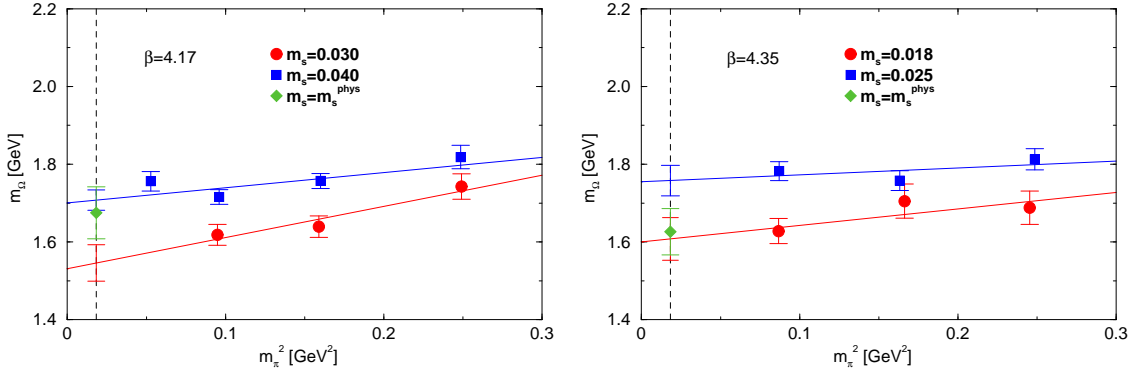 2.2
2.0
1.8
1.6
1.4
m_Ω [GeV]
β=4.17
m_s=0.030
m_s=0.040
m_s=m_s^phys
0
0.1
0.2
0.3
m_π^2 [GeV^2]
2.2
2.0
1.8
1.6
1.4
m_Ω [GeV]
β=4.35
m_s=0.018
m_s=0.025
m_s=m_s^phys
0
0.1
0.2
0.3
m_π^2 [GeV^2]